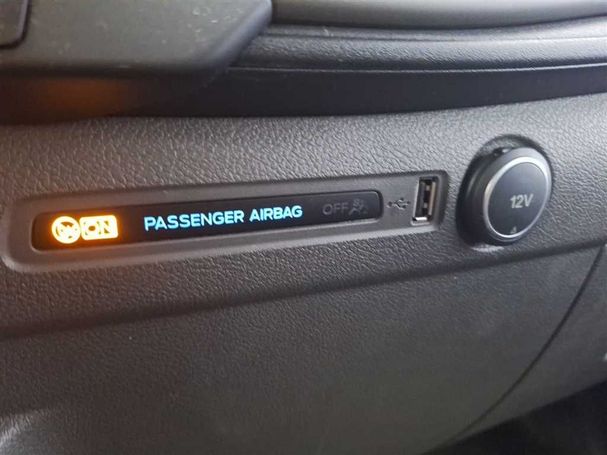 ON PASSENGER AIRBAG OFF
12V